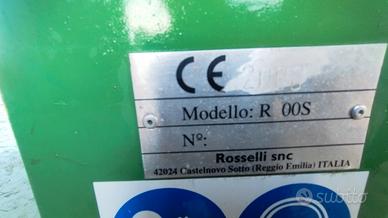 CE
Modello: R 00S
N°:
Rosselli snc
42024 Castelnovo Sotto (Reggio Emilia) ITALIA
subito